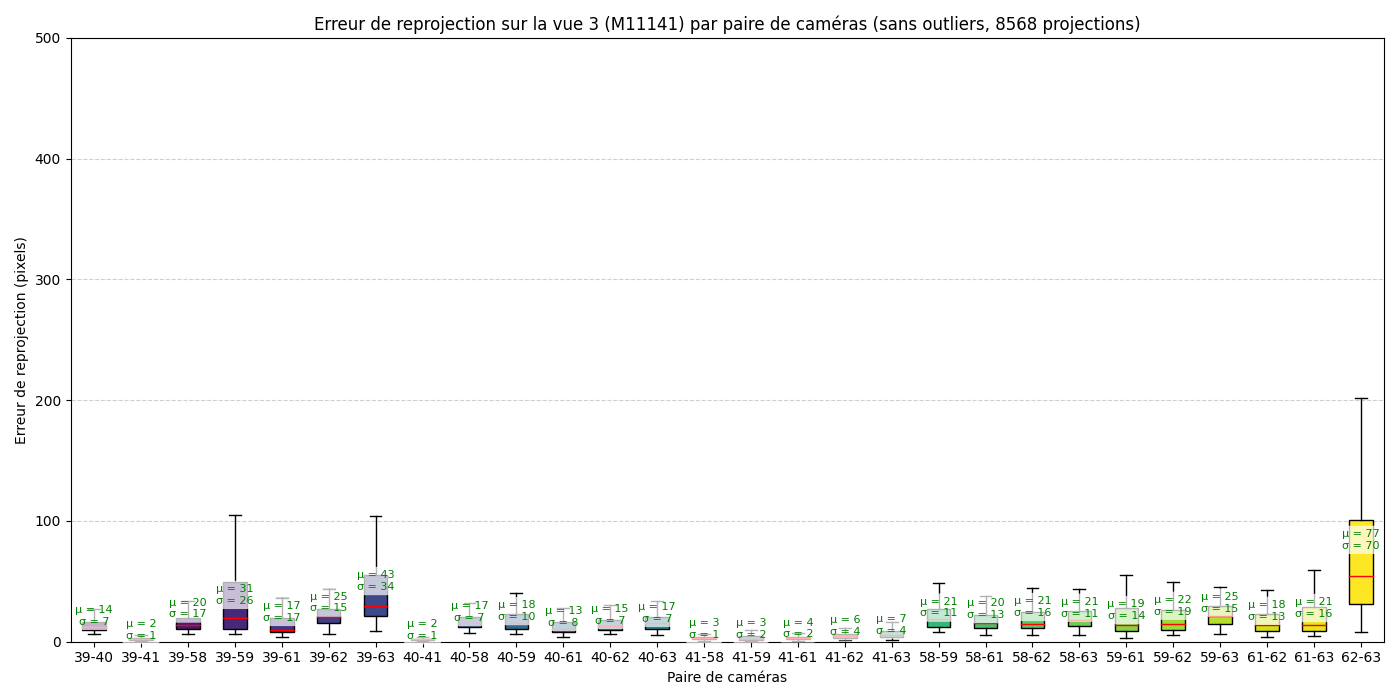 Erreur de reprojection sur la vue 3 (M11141) par paire de caméras (sans outliers, 8568 projections)
Erreur de reprojection (pixels)
500
400
300
200
100
0
μ = 14
σ = 7
μ = 2
σ = 1
μ = 20
σ = 17
μ = 31
σ = 26
μ = 17
σ = 17
μ = 25
σ = 15
μ = 43
σ = 34
μ = 2
σ = 1
μ = 17
σ = 7
μ = 18
σ = 10
μ = 13
σ = 8
μ = 15
σ = 7
μ = 17
σ = 7
μ = 3
σ = 1
μ = 3
σ = 2
μ = 4
σ = 2
μ = 6
σ = 4
μ = 7
σ = 4
μ = 21
σ = 11
μ = 20
σ = 13
μ = 21
σ = 16
μ = 21
σ = 11
μ = 19
σ = 14
μ = 22
σ = 19
μ = 25
σ = 15
μ = 18
σ = 13
μ = 21
σ = 16
μ = 77
σ = 70
39-40 39-41 39-58 39-59 39-61 39-62 39-63 40-41 40-58 40-59 40-61 40-62 40-63 41-58 41-59 41-61 41-62 41-63 58-59 58-61 58-62 58-63 59-61 59-62 59-63 61-62 61-63 62-63
Paire de caméras